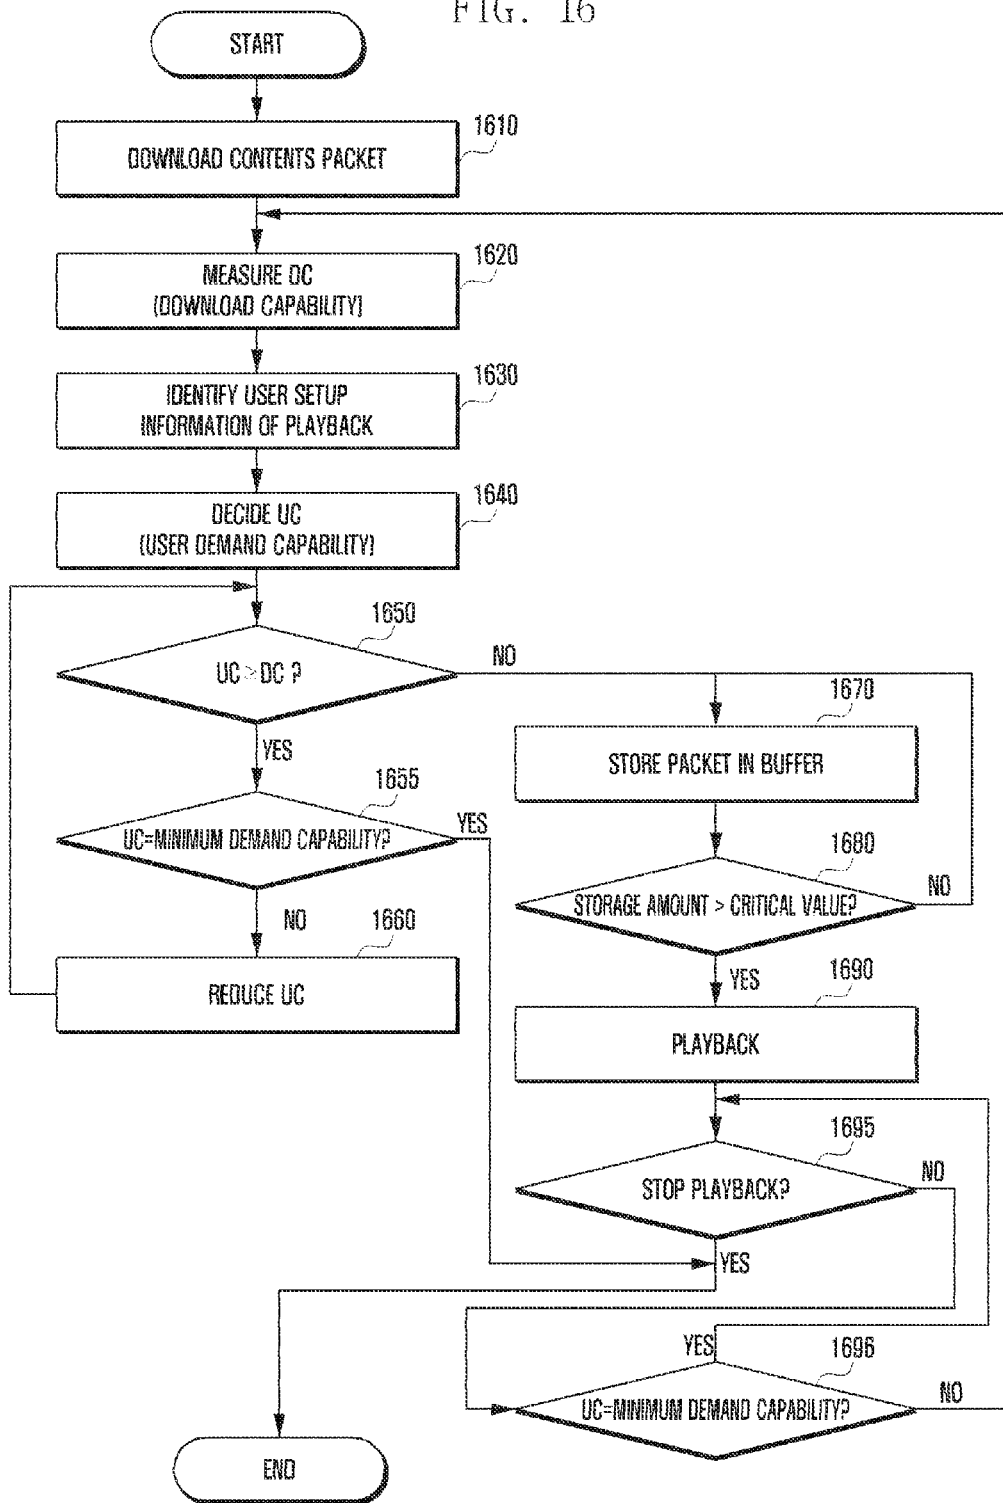 FIG. 16
START
DOWNLOAD CONTENTS PACKET
1610
MEASURE DC
(DOWNLOAD CAPABILITY)
1620
IDENTIFY USER SETUP
INFORMATION OF PLAYBACK
1630
DECIDE UC
(USER DEMAND CAPABILITY)
1640
1650
UC > DC ?
NO
YES
1655
UC=MINIMUM DEMAND CAPABILITY?
YES
NO
1660
REDUCE UC
1670
STORE PACKET IN BUFFER
1680
STORAGE AMOUNT > CRITICAL VALUE?
NO
YES
1690
PLAYBACK
1695
STOP PLAYBACK?
NO
YES
YES
1696
UC=MINIMUM DEMAND CAPABILITY?
NO
END